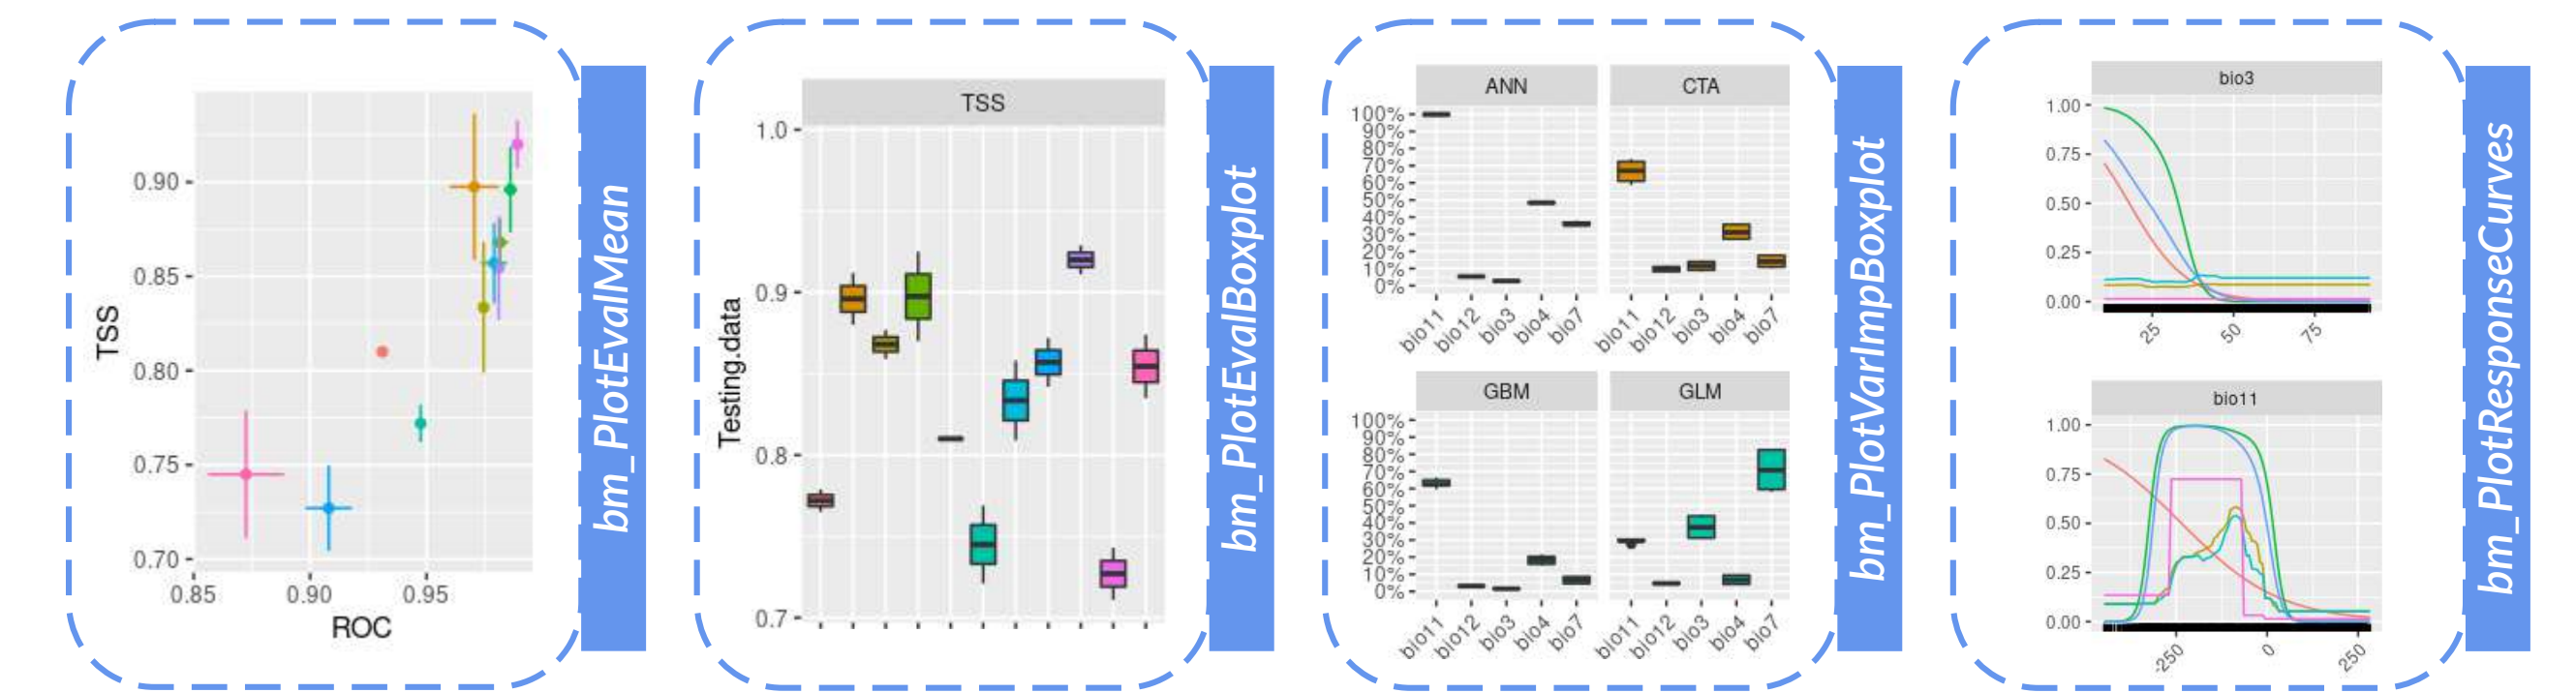 0.90
0.85
0.80
0.75
0.70
0.85
0.90
0.95
TSS
ROC
bm_PlotEvalMean
TSS
1.0
0.9
0.8
0.7
Testing.data
bm_PlotEvalBoxplot
ANN
CTA
100%
90%
80%
70%
60%
50%
40%
30%
20%
10%
0%
bio11
bio12
bio3
bio4
bio7
bio11
bio12
bio3
bio4
bio7
GBM
GLM
100%
90%
80%
70%
60%
50%
40%
30%
20%
10%
0%
bio11
bio12
bio3
bio4
bio7
bio11
bio12
bio3
bio4
bio7
bm_PlotVarImpBoxplot
bio3
1.00
0.75
0.50
0.25
0.00
25
50
75
bio11
1.00
0.75
0.50
0.25
0.00
-250
0
250
bm_PlotResponseCurves